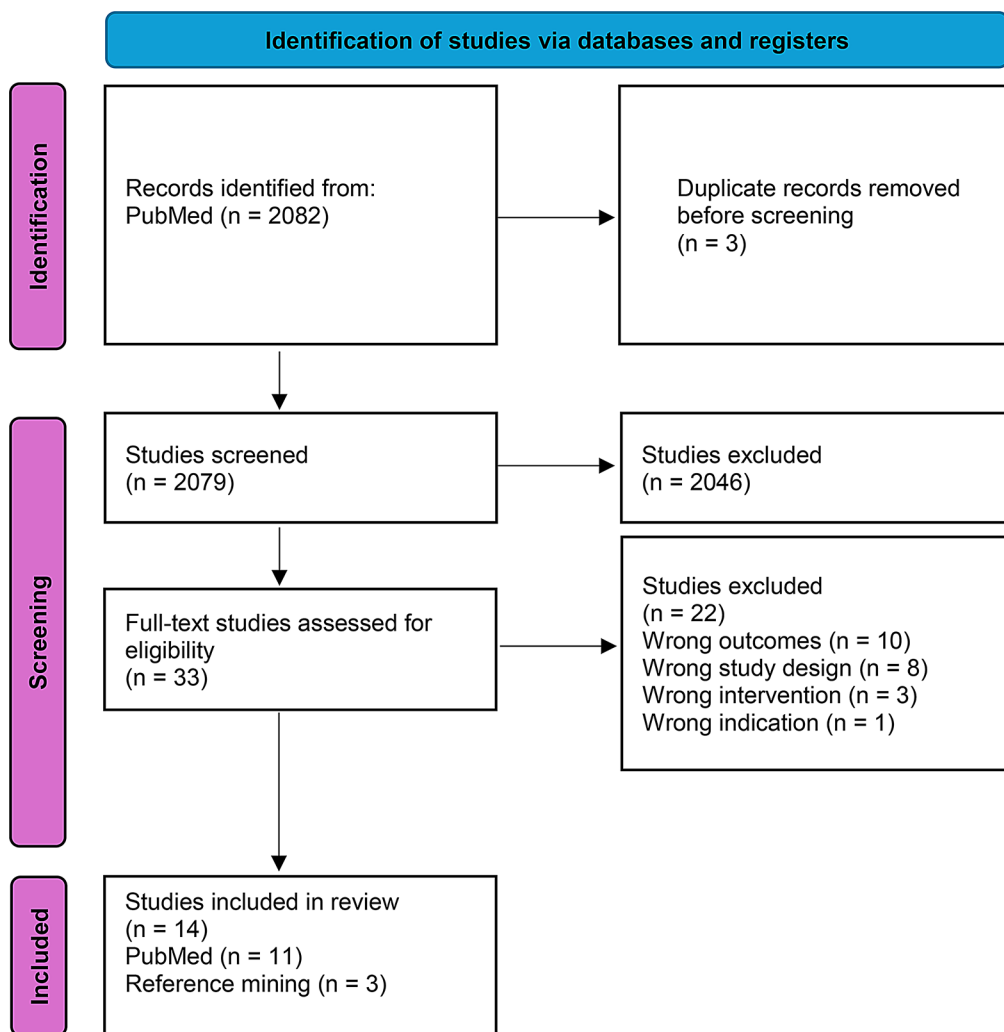 Identification of studies via databases and registers
Identification
Records identified from:
PubMed (n = 2082)
Duplicate records removed
before screening
(n = 3)
Screening
Studies screened
(n = 2079)
Studies excluded
(n = 2046)
Full-text studies assessed for
eligibility
(n = 33)
Studies excluded
(n = 22)
Wrong outcomes (n = 10)
Wrong study design (n = 8)
Wrong intervention (n = 3)
Wrong indication (n = 1)
Included
Studies included in review
(n = 14)
PubMed (n = 11)
Reference mining (n = 3)